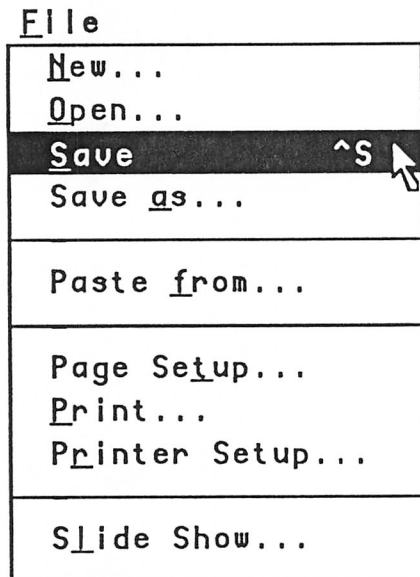 File
New...
Open...
Save ^S
Save as...
Paste from...
Page Setup...
Print...
Printer Setup...
Slide Show...